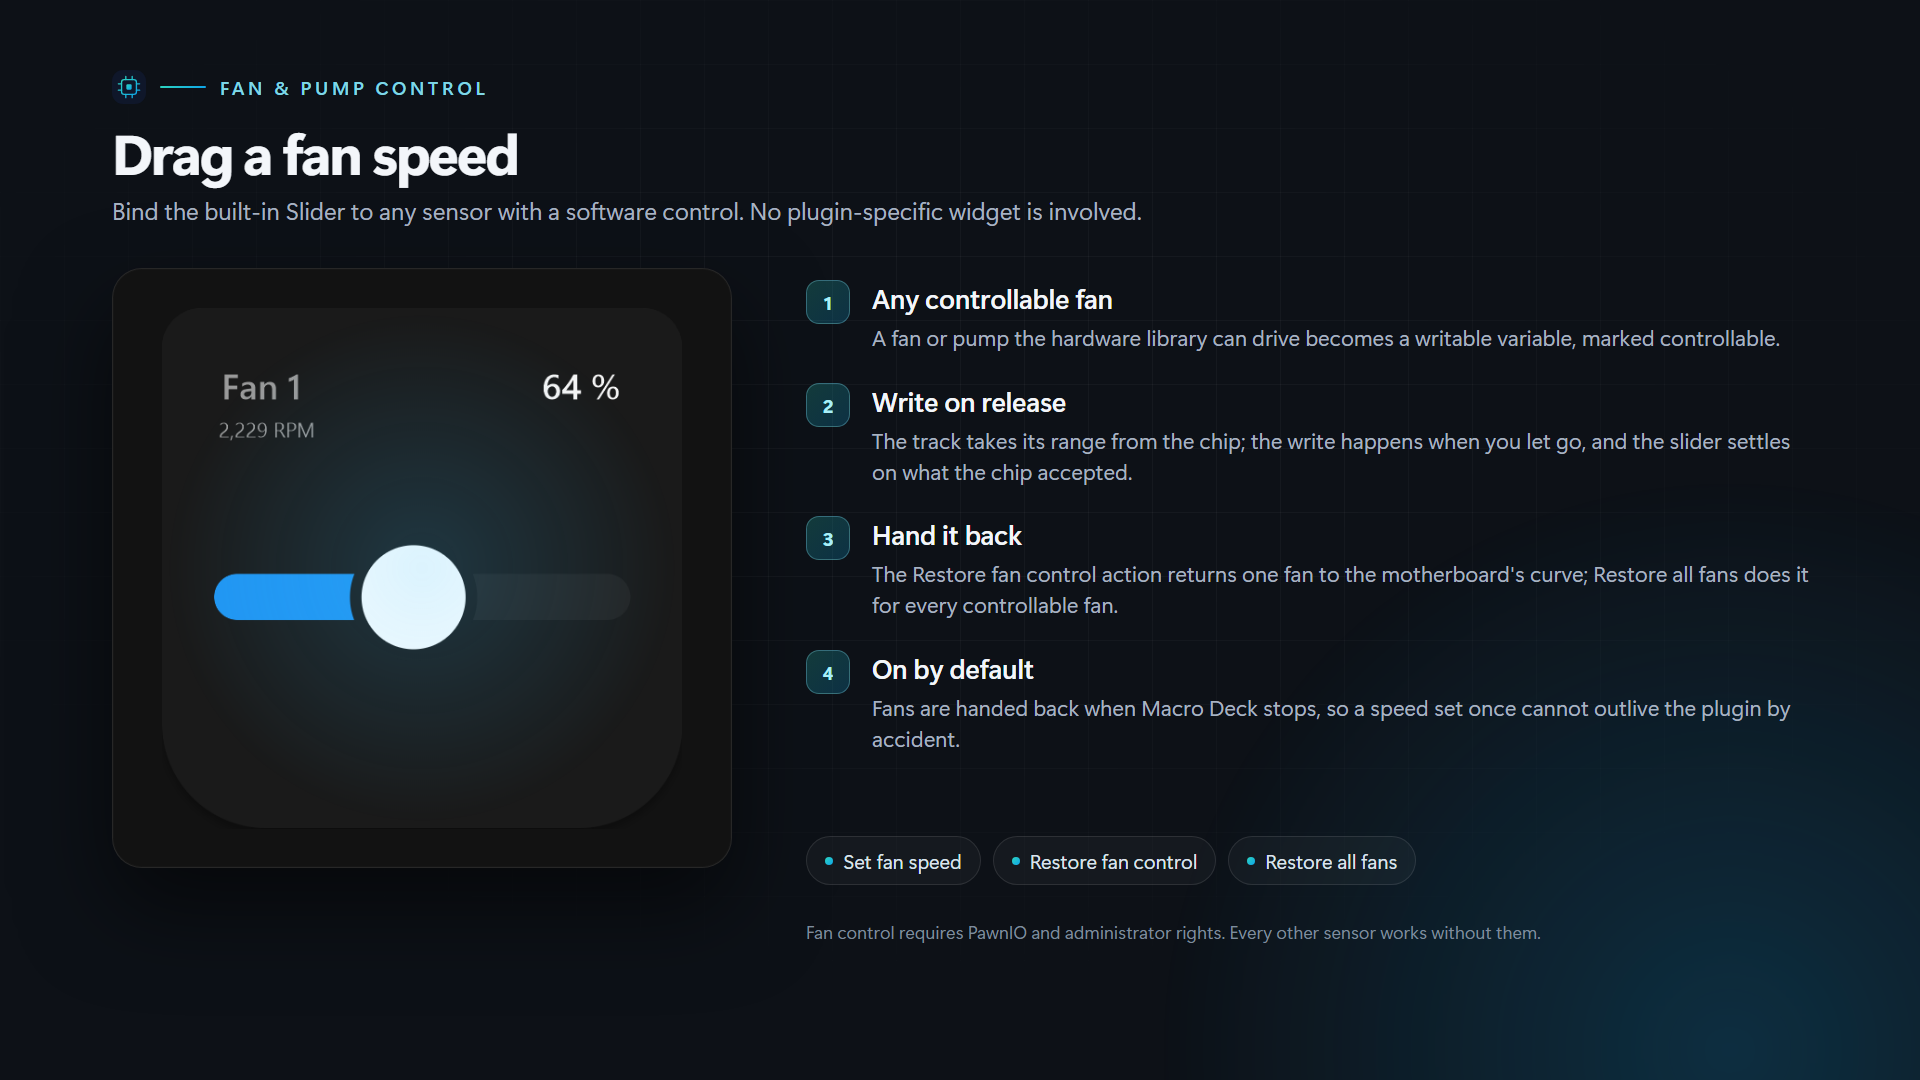 FAN & PUMP CONTROL
Drag a fan speed
Bind the built-in Slider to any sensor with a software control. No plugin-specific widget is involved.
Fan 1
64 %
2,229 RPM
1
Any controllable fan
A fan or pump the hardware library can drive becomes a writable variable, marked controllable.
2
Write on release
The track takes its range from the chip; the write happens when you let go, and the slider settles
on what the chip accepted.
3
Hand it back
The Restore fan control action returns one fan to the motherboard's curve; Restore all fans does it
for every controllable fan.
4
On by default
Fans are handed back when Macro Deck stops, so a speed set once cannot outlive the plugin by
accident.
Set fan speed
Restore fan control
Restore all fans
Fan control requires PawnIO and administrator rights. Every other sensor works without them.